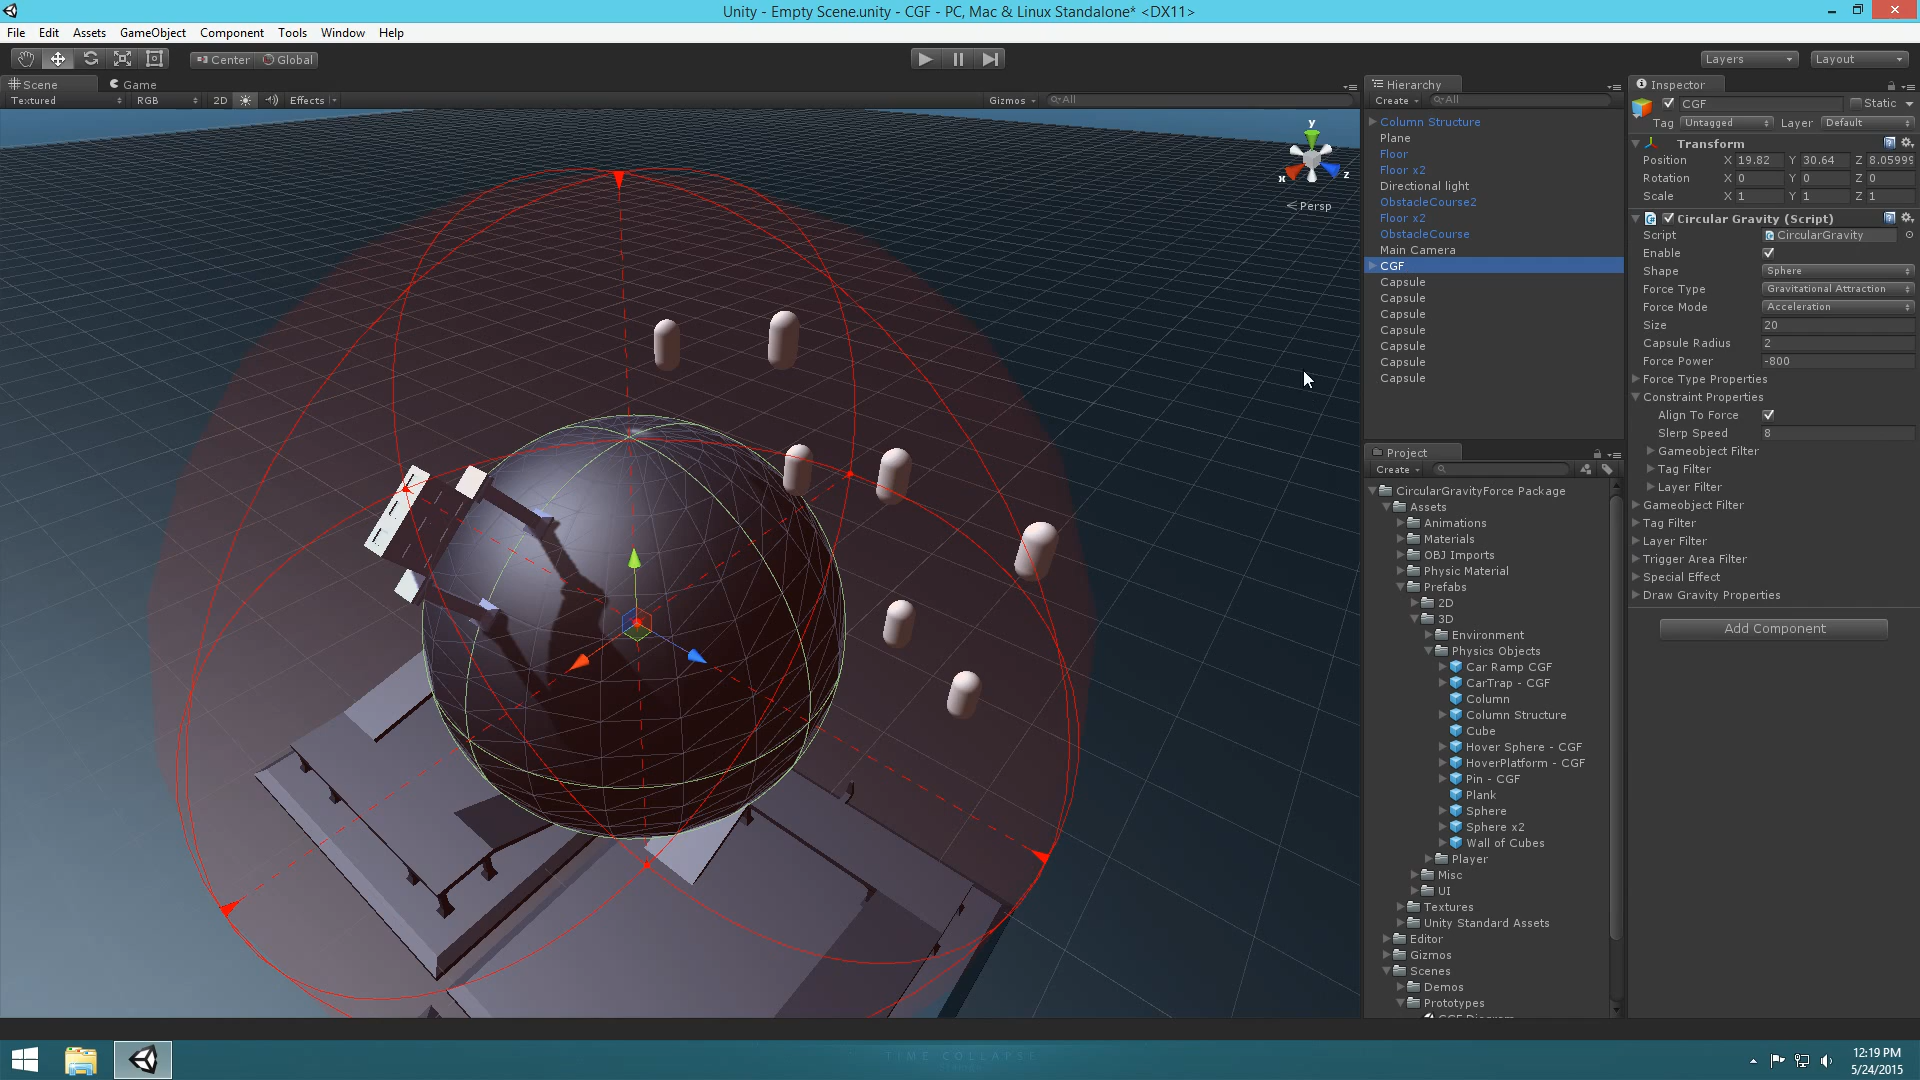 Unity - Empty Scene.unity - CGF - PC, Mac & Linux Standalone* <DX11>
File Edit Assets GameObject Component Tools Window Help
Center Global
Layers Layout
Scene Game
Textured RGB 2D Effects Gizmos All
y
x
z
Persp
Hierarchy
Create All
Column Structure
Plane
Floor
Floor x2
Directional light
ObstacleCourse2
Floor x2
ObstacleCourse
Main Camera
CGF
Capsule
Capsule
Capsule
Capsule
Capsule
Capsule
Capsule
Project
Create
CircularGravityForce Package
Assets
Animations
Materials
OBJ Imports
Physic Material
Prefabs
2D
3D
Environment
Physics Objects
Car Ramp CGF
CarTrap - CGF
Column
Column Structure
Cube
Hover Sphere - CGF
HoverPlatform - CGF
Pin - CGF
Plank
Sphere
Sphere x2
Wall of Cubes
Player
Misc
UI
Textures
Unity Standard Assets
Editor
Gizmos
Scenes
Demos
Prototypes
Inspector
CGF Static
Tag Untagged Layer Default
Transform
Position X 19.82 Y 30.64 Z 8.05999
Rotation X 0 Y 0 Z 0
Scale X 1 Y 1 Z 1
Circular Gravity (Script)
Script CircularGravity
Enable
Shape Sphere
Force Type Gravitational Attraction
Force Mode Acceleration
Size 20
Capsule Radius 2
Force Power -800
Force Type Properties
Constraint Properties
Align To Force
Slerp Speed 8
Gameobject Filter
Tag Filter
Layer Filter
Gameobject Filter
Tag Filter
Layer Filter
Trigger Area Filter
Special Effect
Draw Gravity Properties
Add Component
TIME COLLAPSE
12:19 PM
5/24/2015